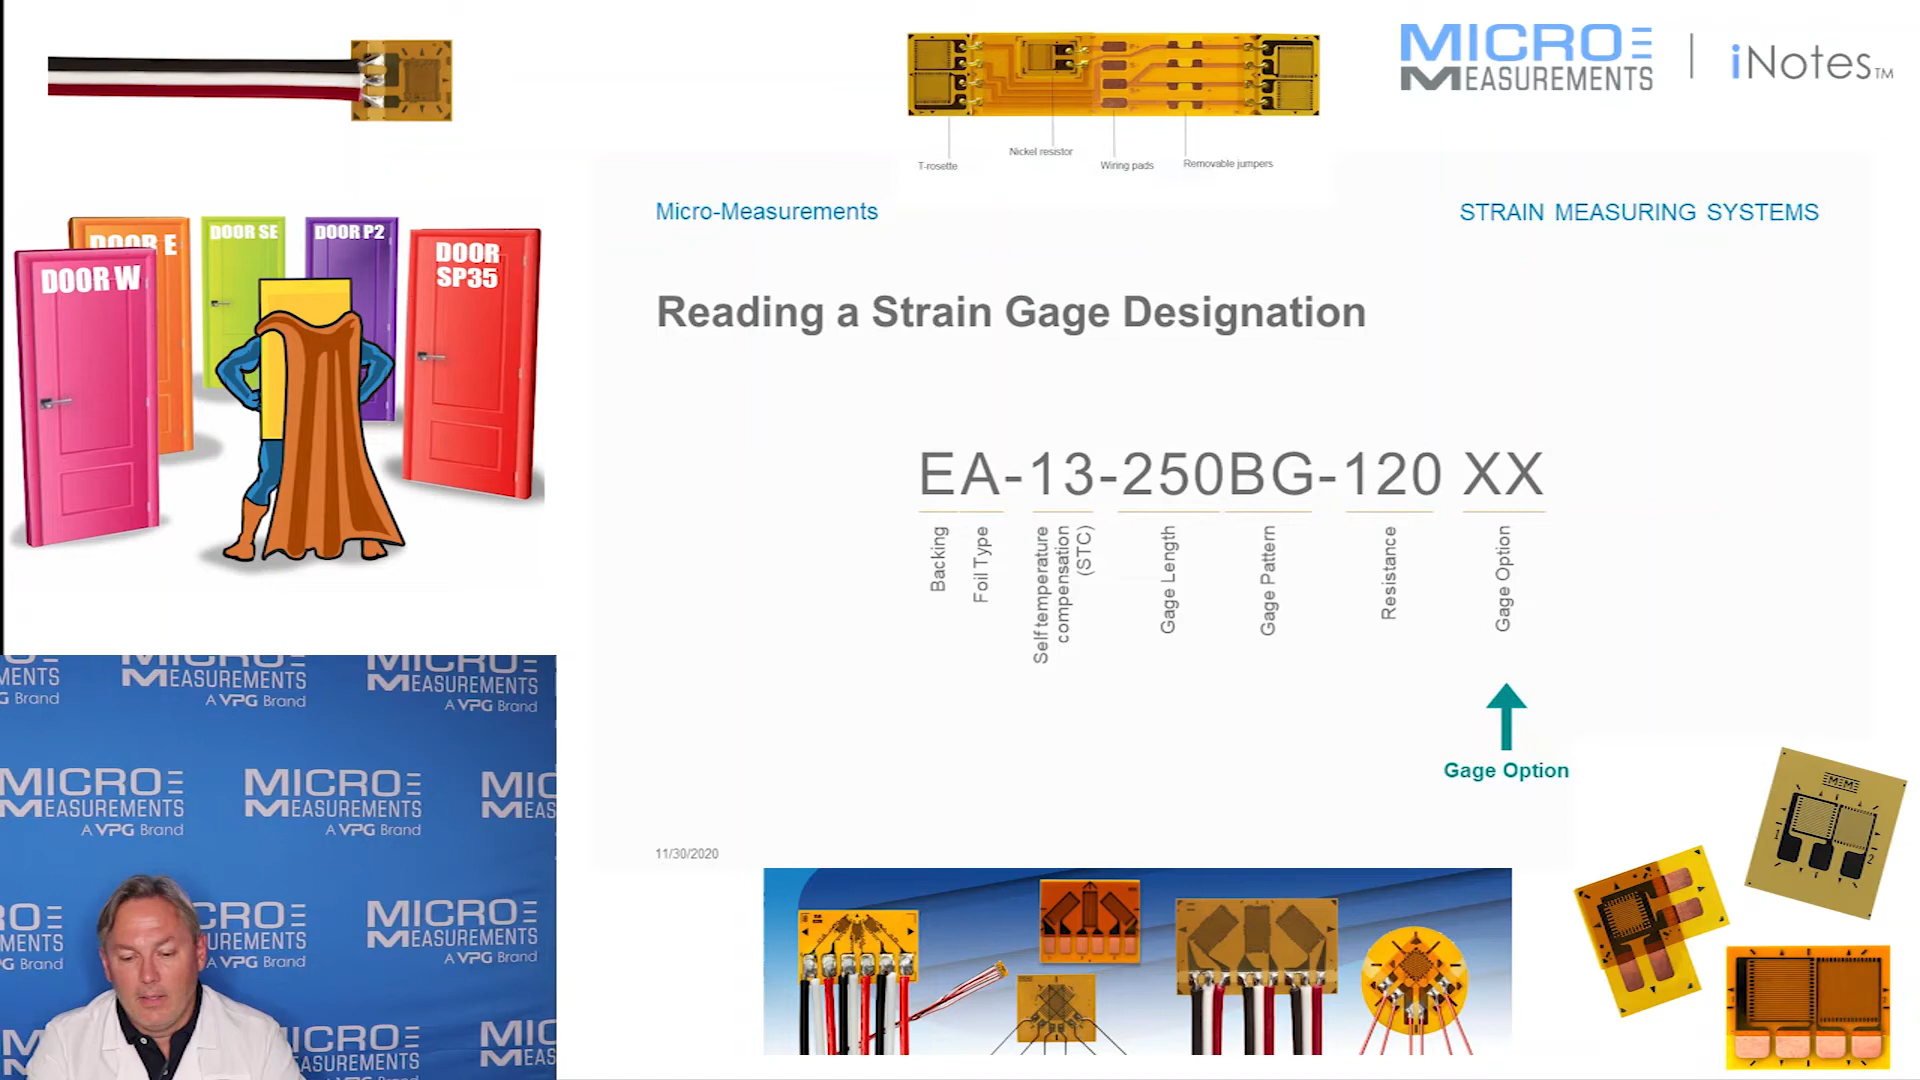 MICRO
MEASUREMENTS
iNotes™
T-rosette
Nickel resistor
Wiring pads
Removable jumpers
Micro-Measurements
STRAIN MEASURING SYSTEMS
DOOR W
DOOR E
DOOR SE
DOOR P2
DOOR
SP35
Reading a Strain Gage Designation
EA-13-250BG-120 XX
Backing
Foil Type
Self temperature
compensation
(STC)
Gage Length
Gage Pattern
Resistance
Gage Option
Gage Option
11/30/2020
MICRO
MEASUREMENTS
A VPG Brand
MICRO
MEASUREMENTS
A VPG Brand
MICRO
MEASUREMENTS
A VPG Brand
MICRO
MEASUREMENTS
A VPG Brand
MICRO
MEASUREMENTS
A VPG Brand